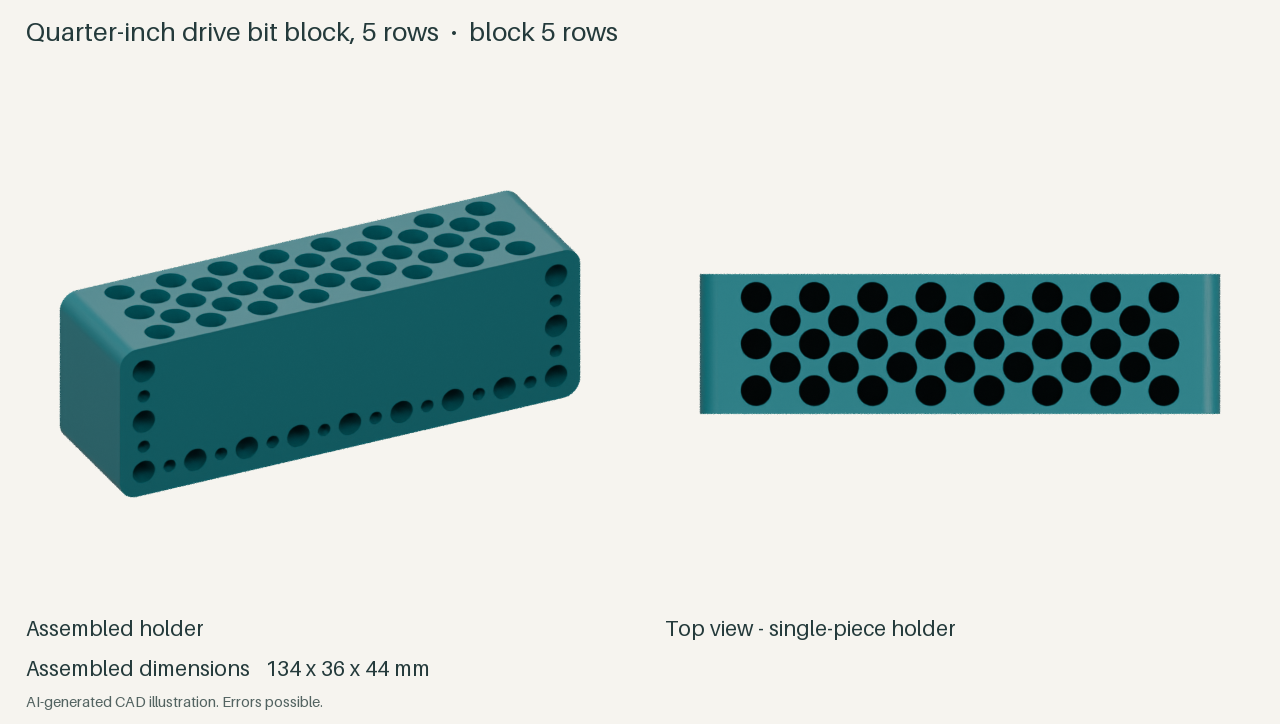 Quarter-inch drive bit block, 5 rows · block 5 rows
Assembled holder
Top view - single-piece holder
Assembled dimensions 134 x 36 x 44 mm
AI-generated CAD illustration. Errors possible.